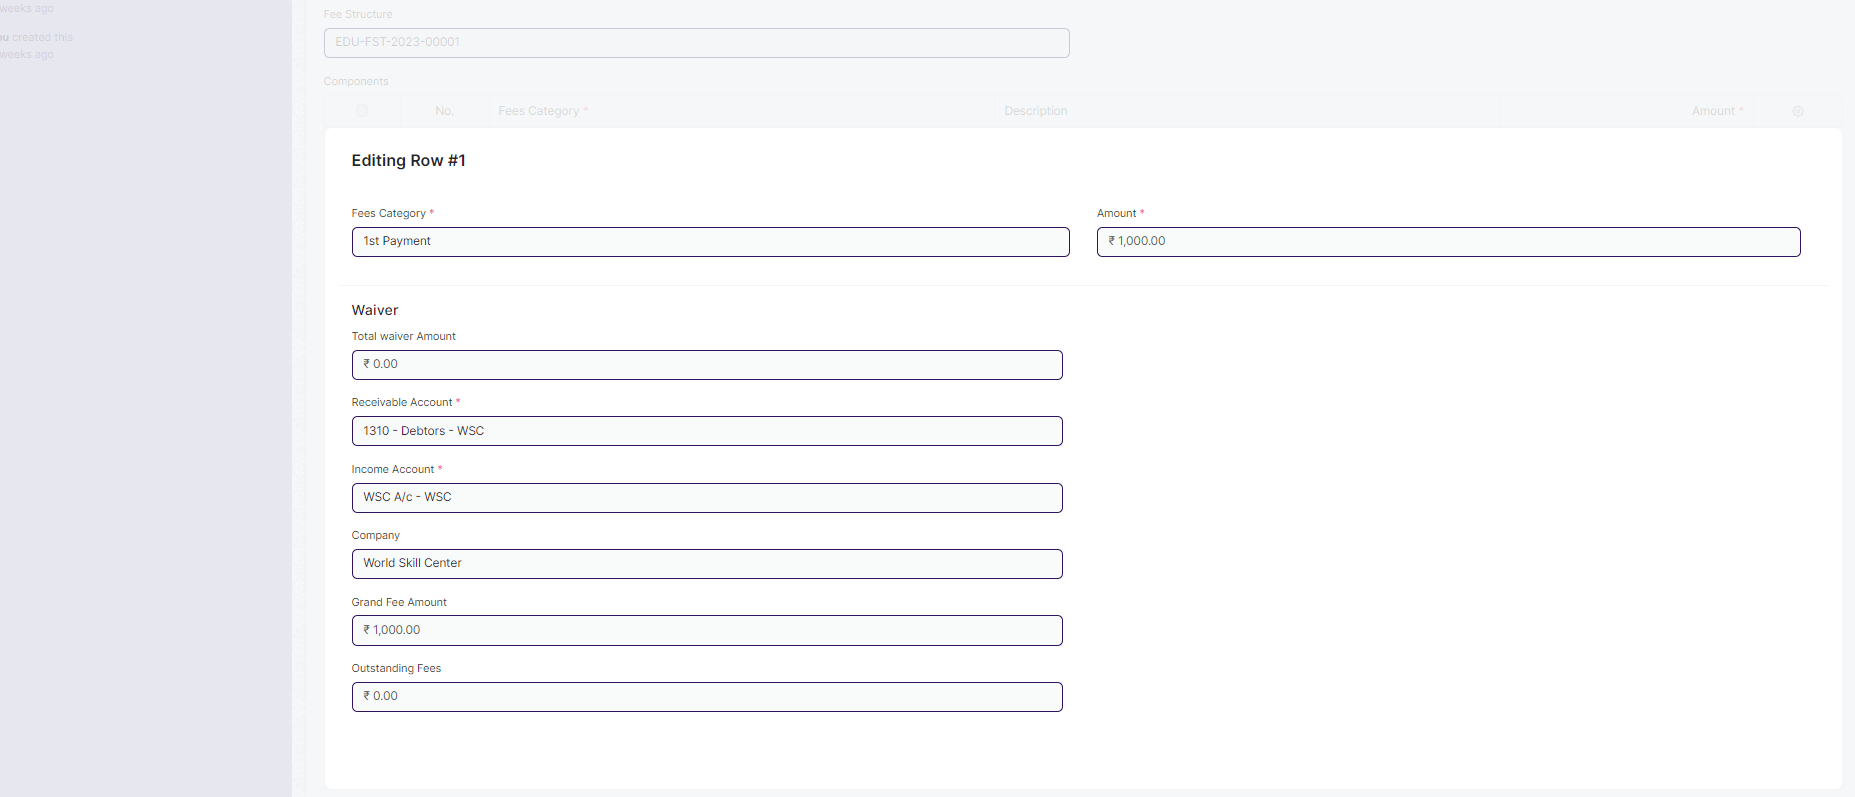 weeks ago
ou created this
weeks ago
Fee Structure
EDU-FST-2023-00001
Components
No. Fees Category * Description Amount *
Editing Row #1
Fees Category * Amount *
1st Payment ₹ 1,000.00
Waiver
Total waiver Amount
₹ 0.00
Receivable Account *
1310 - Debtors - WSC
Income Account *
WSC A/c - WSC
Company
World Skill Center
Grand Fee Amount
₹ 1,000.00
Outstanding Fees
₹ 0.00